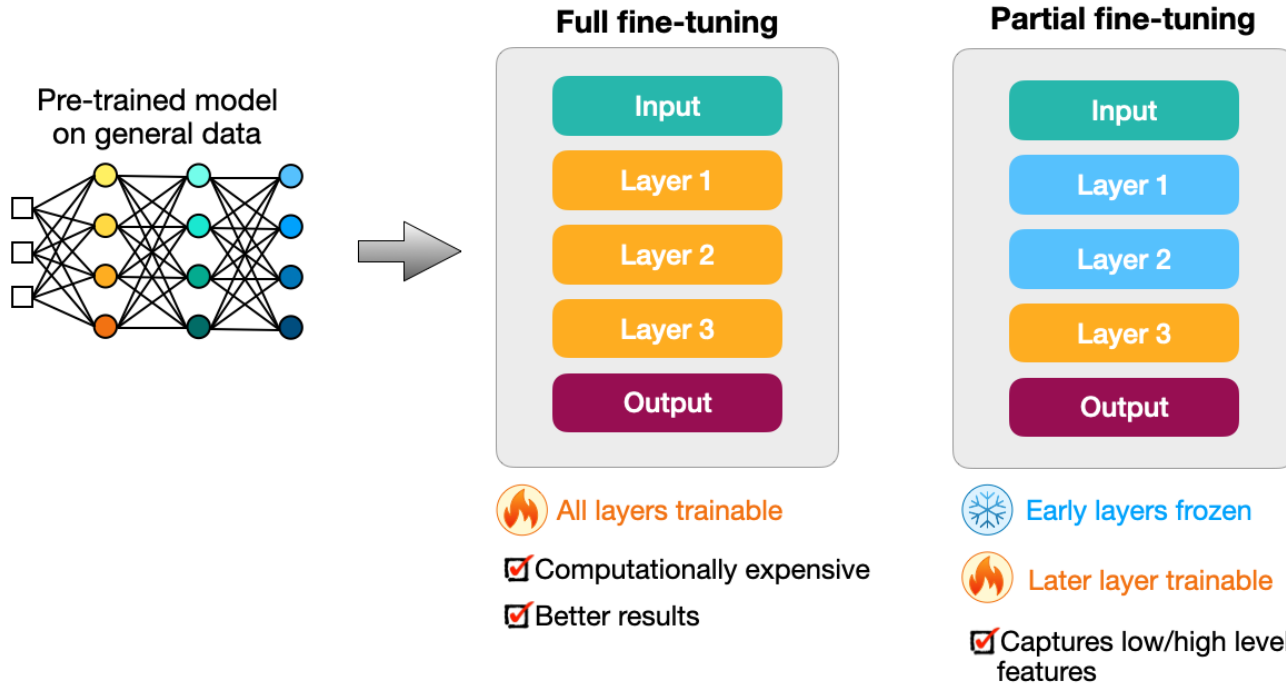 Pre-trained model
on general data
Full fine-tuning
Input
Layer 1
Layer 2
Layer 3
Output
All layers trainable
Computationally expensive
Better results
Partial fine-tuning
Input
Layer 1
Layer 2
Layer 3
Output
Early layers frozen
Later layer trainable
Captures low/high level
features